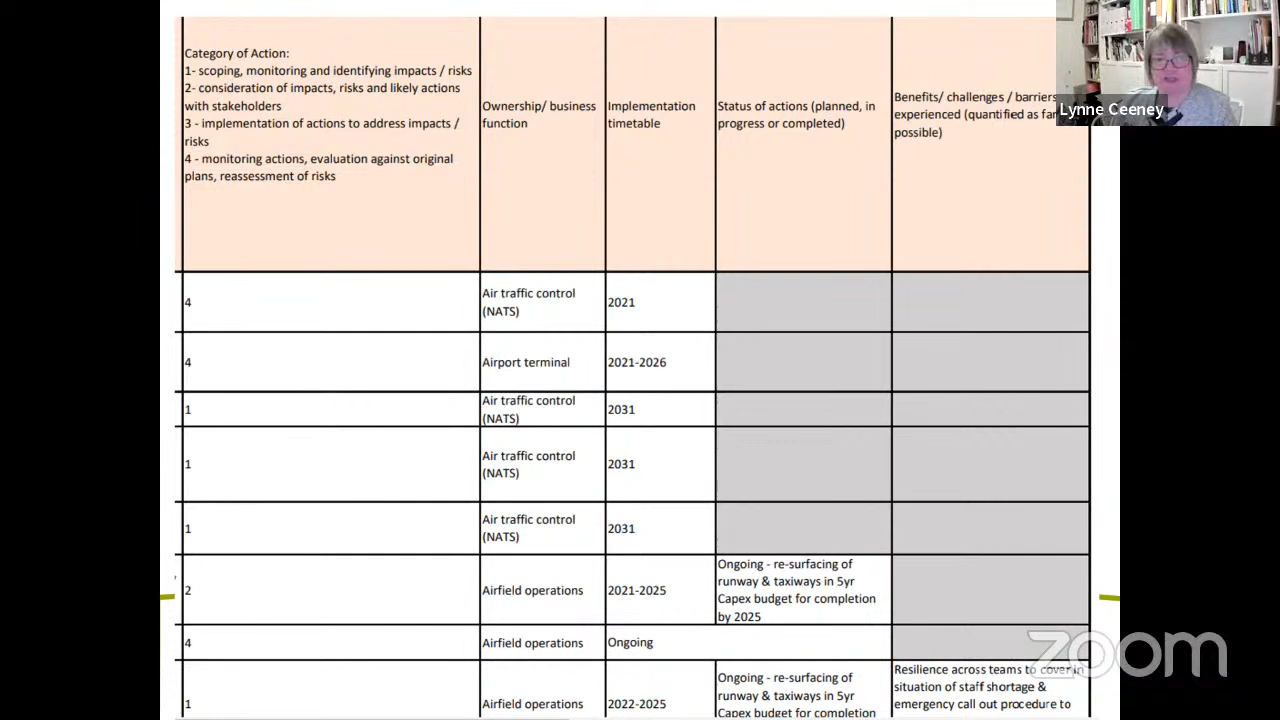 Category of Action:
1- scoping, monitoring and identifying impacts / risks
2- consideration of impacts, risks and likely actions
with stakeholders
3 - implementation of actions to address impacts /
risks
4 - monitoring actions, evaluation against original
plans, reassessment of risks
Ownership/ business
function
Implementation
timetable
Status of actions (planned, in
progress or completed)
Benefits/ challenges / barriers
experienced (quantified as far
possible)
Lynne Ceeney
4
Air traffic control
(NATS)
2021
4
Airport terminal
2021-2026
1
Air traffic control
(NATS)
2031
1
Air traffic control
(NATS)
2031
1
Air traffic control
(NATS)
2031
2
Airfield operations
2021-2025
Ongoing - re-surfacing of
runway & taxiways in 5yr
Capex budget for completion
by 2025
4
Airfield operations
Ongoing
1
Airfield operations
2022-2025
Ongoing - re-surfacing of
runway & taxiways in 5yr
Capex budget for completion
Resilience across teams to cover in
situation of staff shortage &
emergency call out procedure to
zoom